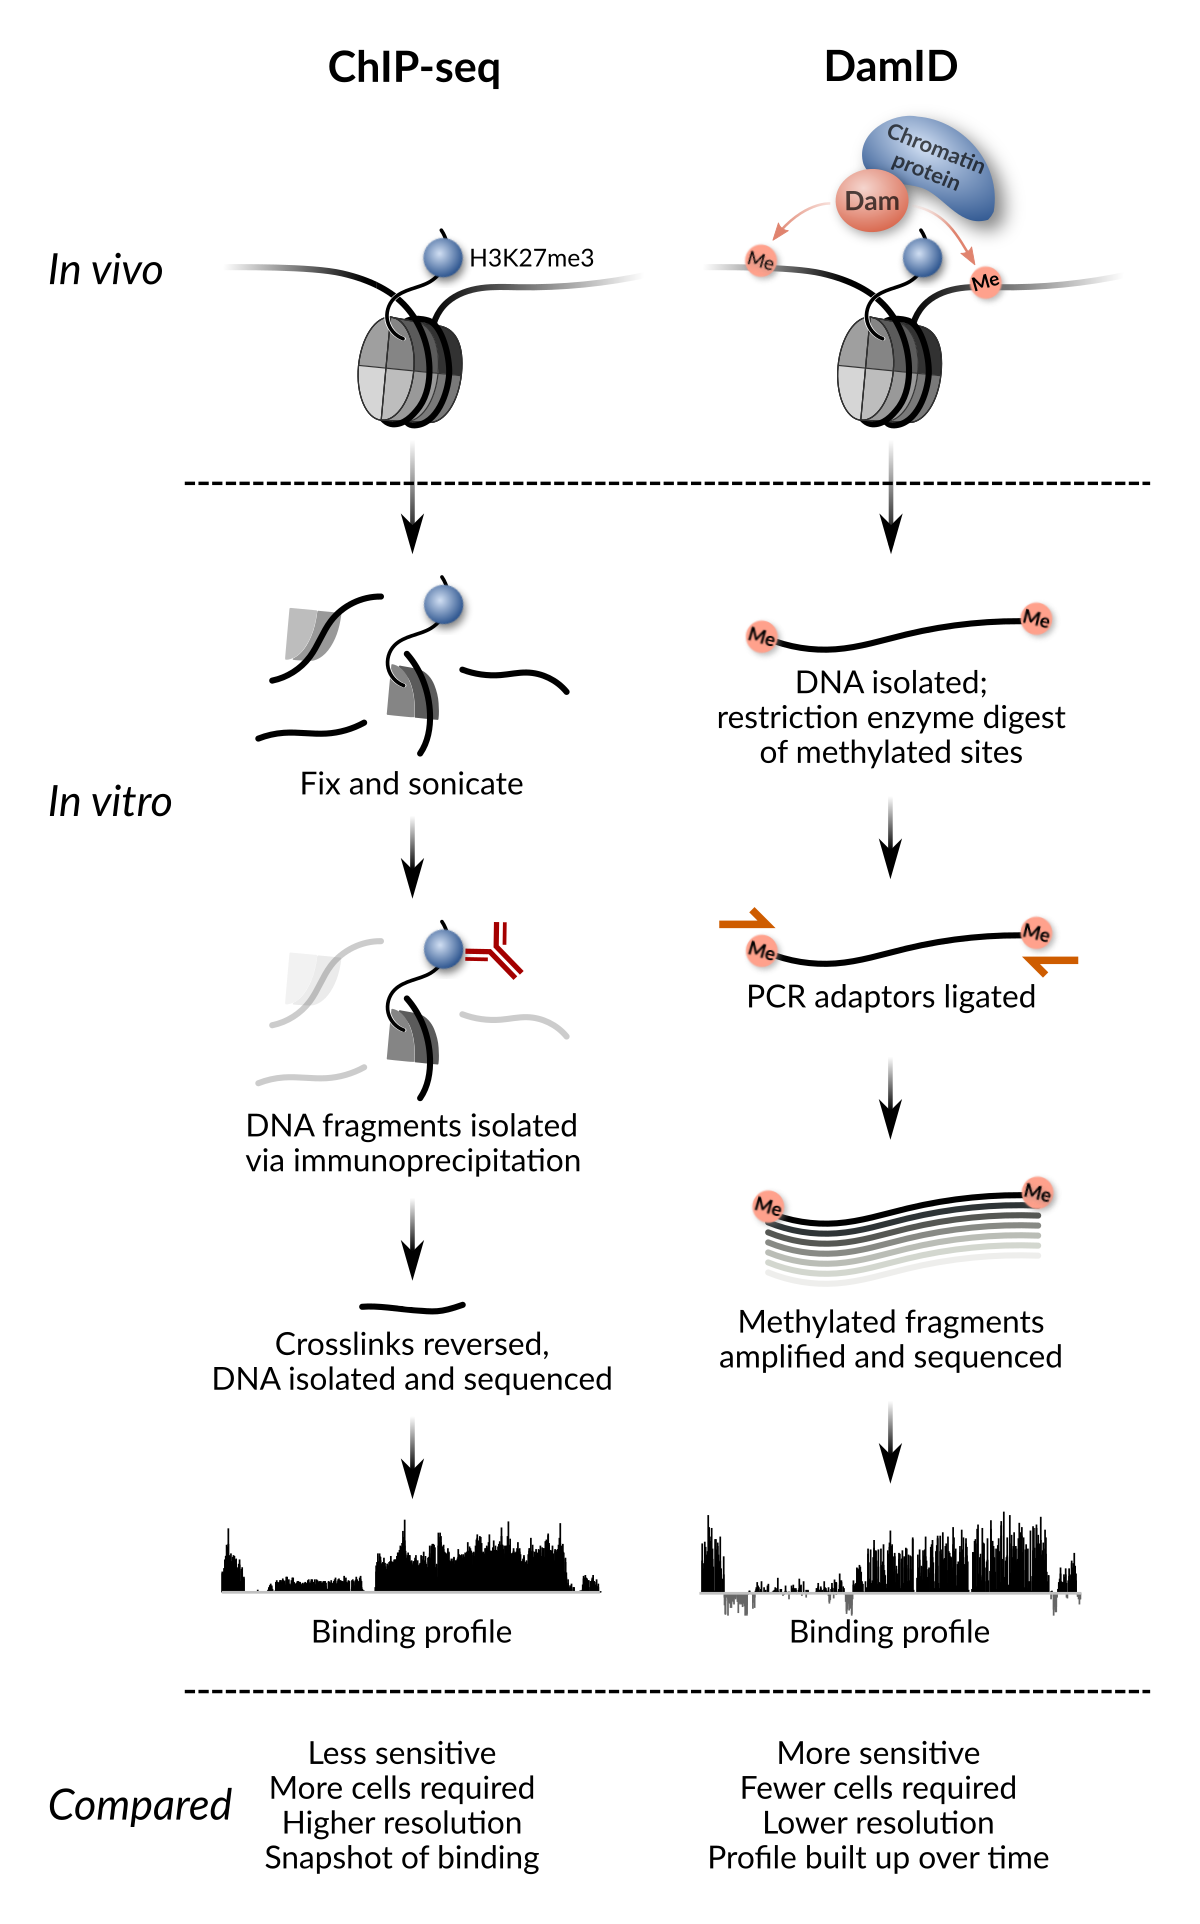 ChIP-seq
DamID
Chromatin
protein
Dam
Me
Me
In vivo
H3K27me3
Me
Me
DNA isolated;
restriction enzyme digest
of methylated sites
Fix and sonicate
In vitro
Me
Me
PCR adaptors ligated
DNA fragments isolated
via immunoprecipitation
Me
Me
Methylated fragments
amplified and sequenced
Crosslinks reversed,
DNA isolated and sequenced
Binding profile
Binding profile
Compared
Less sensitive
More cells required
Higher resolution
Snapshot of binding
More sensitive
Fewer cells required
Lower resolution
Profile built up over time